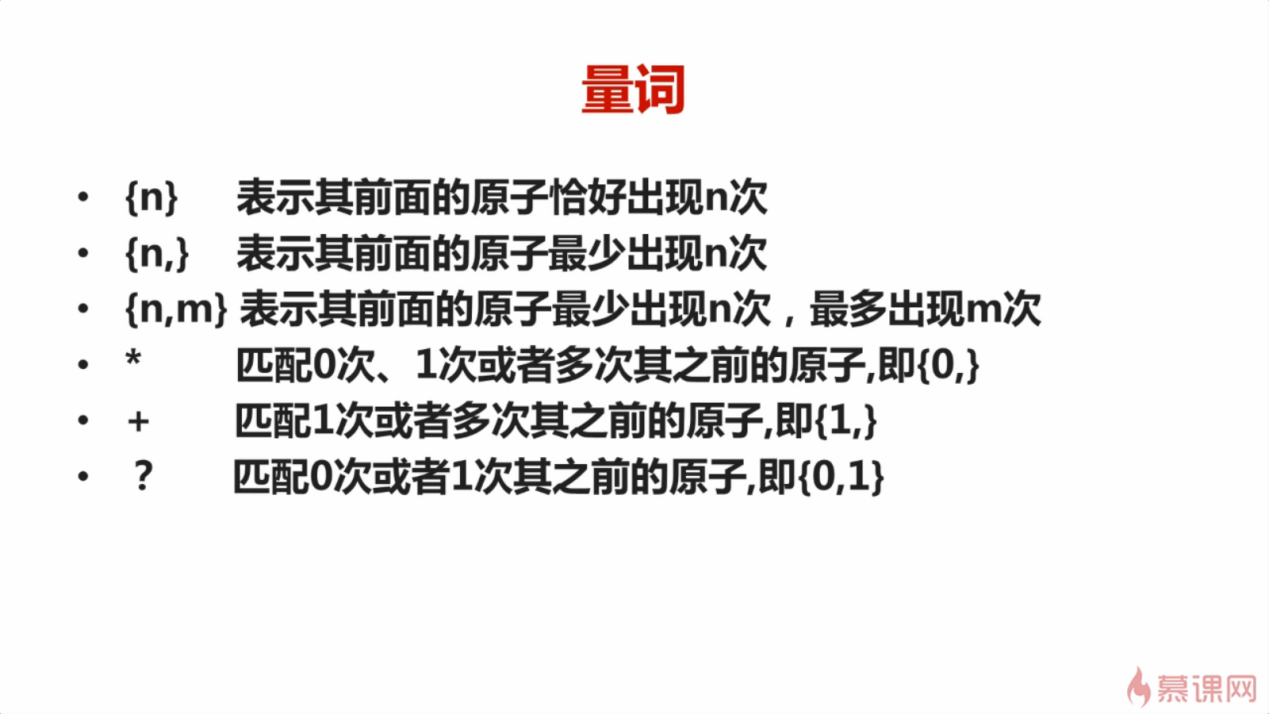 量词
• {n} 表示其前面的原子恰好出现n次
• {n,} 表示其前面的原子最少出现n次
• {n,m} 表示其前面的原子最少出现n次，最多出现m次
• * 匹配0次、1次或者多次其之前的原子,即{0,}
• + 匹配1次或者多次其之前的原子,即{1,}
• ？ 匹配0次或者1次其之前的原子,即{0,1}
慕课网